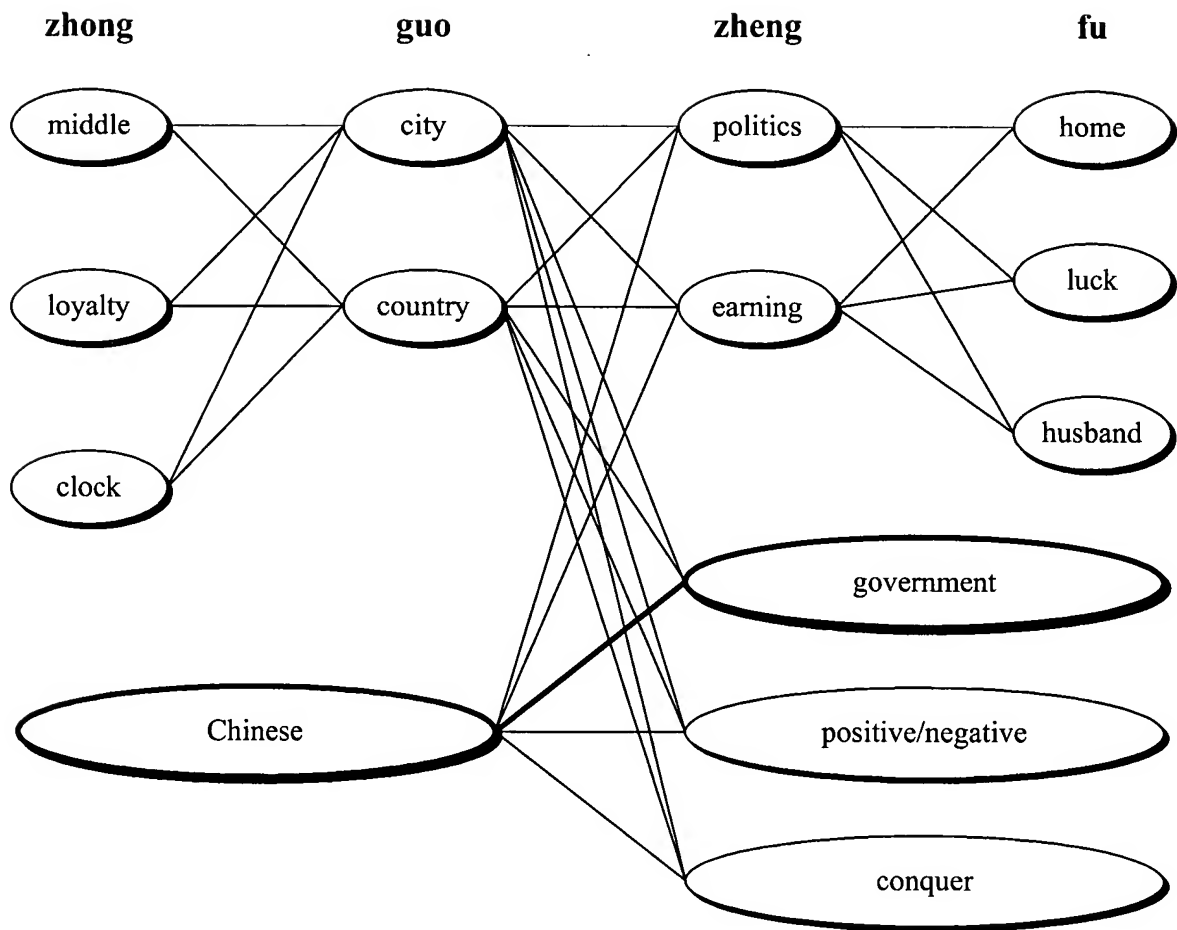 zhong guo zheng fu
middle city politics home
loyalty country earning luck
clock husband
government
Chinese positive/negative
conquer